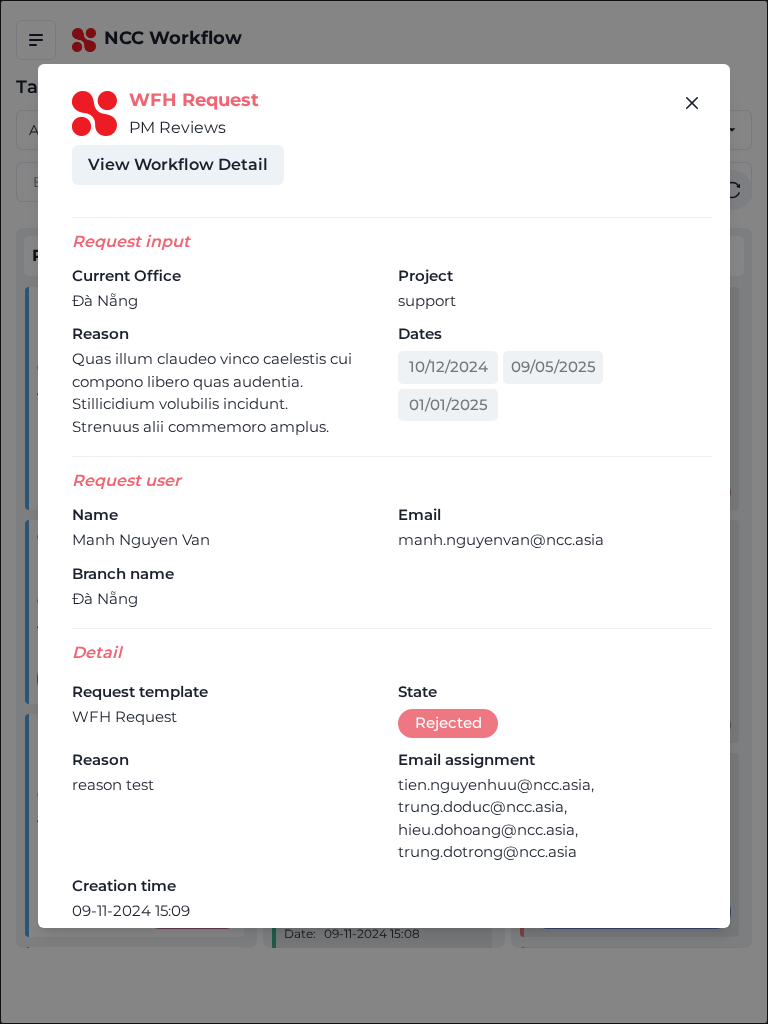 NCC Workflow
Ta
WFH Request
PM Reviews
View Workflow Detail
Request input
Current Office
Project
Đà Nẵng
support
Reason
Dates
Quas illum claudeo vinco caelestis cui
compono libero quas audentia.
Stillicidium volubilis incidunt.
Strenuus alii commemoro amplus.
10/12/2024
09/05/2025
01/01/2025
Request user
Name
Email
Manh Nguyen Van
manh.nguyenvan@ncc.asia
Branch name
Đà Nẵng
Detail
Request template
State
WFH Request
Rejected
Reason
Email assignment
reason test
tien.nguyenhuu@ncc.asia,
trung.doduc@ncc.asia,
hieu.dohoang@ncc.asia,
trung.dotrong@ncc.asia
Creation time
09-11-2024 15:09
Date: 09-11-2024 15:08